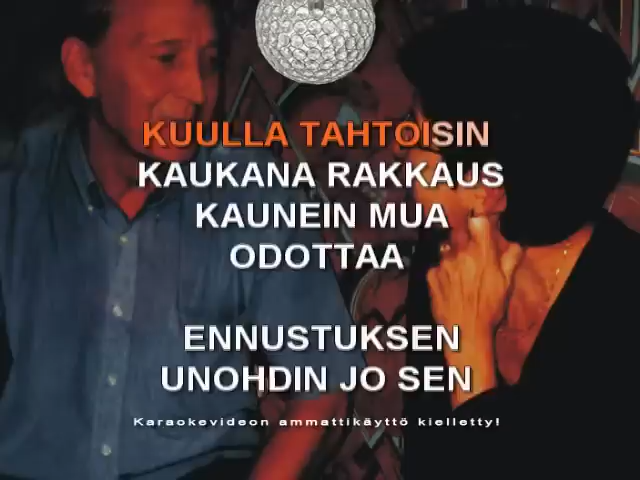 KUULLA TAHTOISIN
KAUKANA RAKKAUS
KAUNEIN MUA
ODOTTAA
ENNUSTUKSEN
UNOHDIN JO SEN
Karaokevideon ammattikäyttö kielletty!